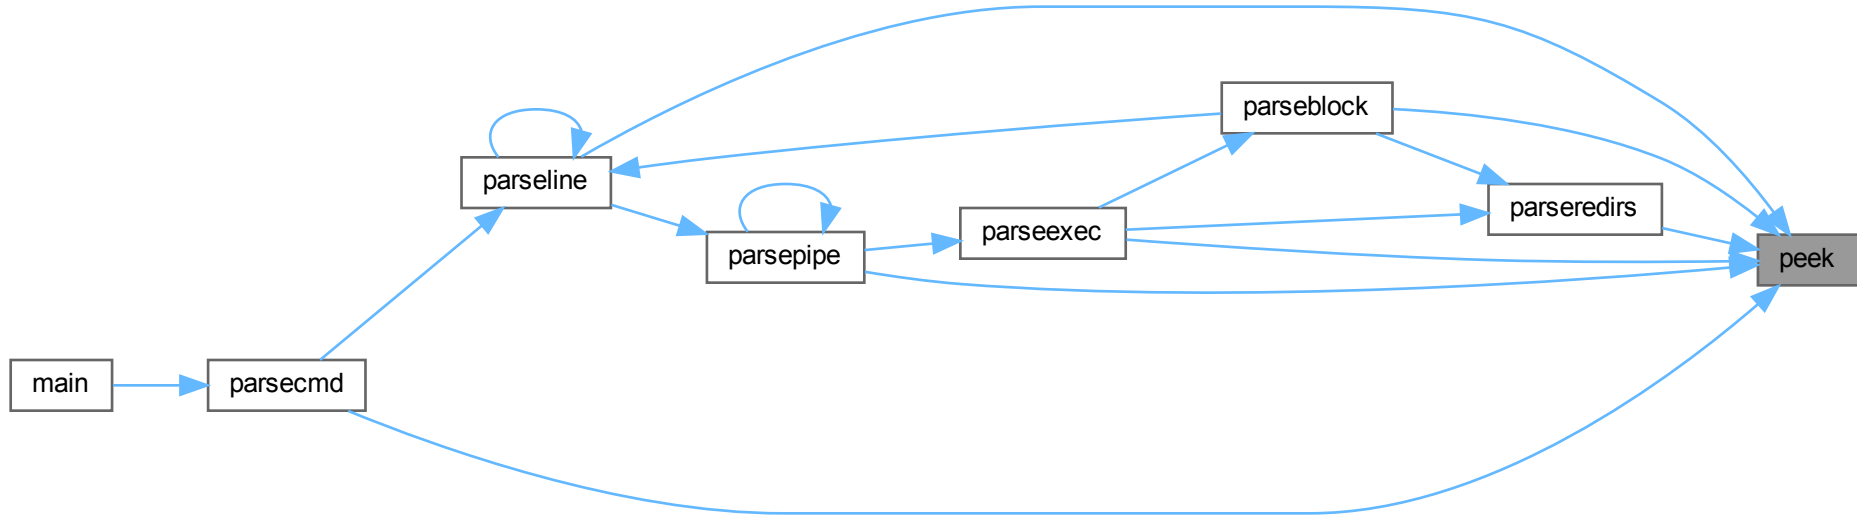 parseblock
parseline
parseredirs
parseexec
parsepipe
peek
main
parsecmd